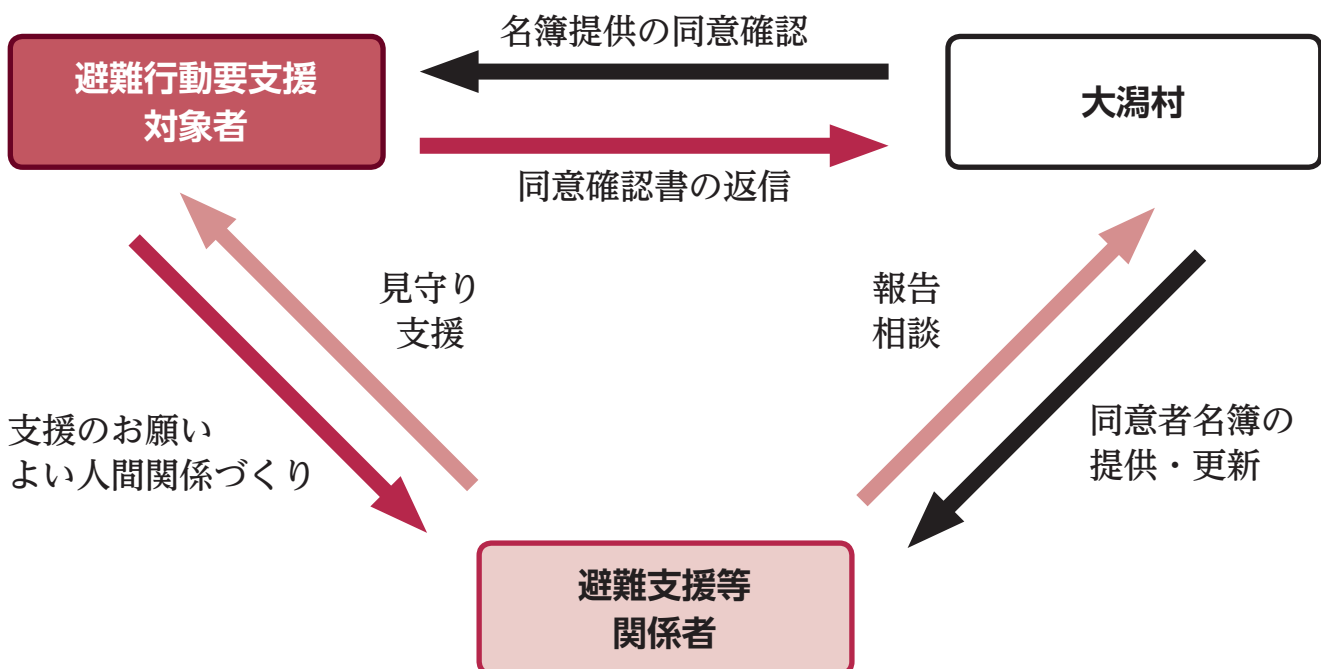 名簿提供の同意確認
避難行動要支援
対象者
大潟村
同意確認書の返信
見守り
支援
報告
相談
支援のお願い
よい人間関係づくり
同意者名簿の
提供・更新
避難支援等
関係者